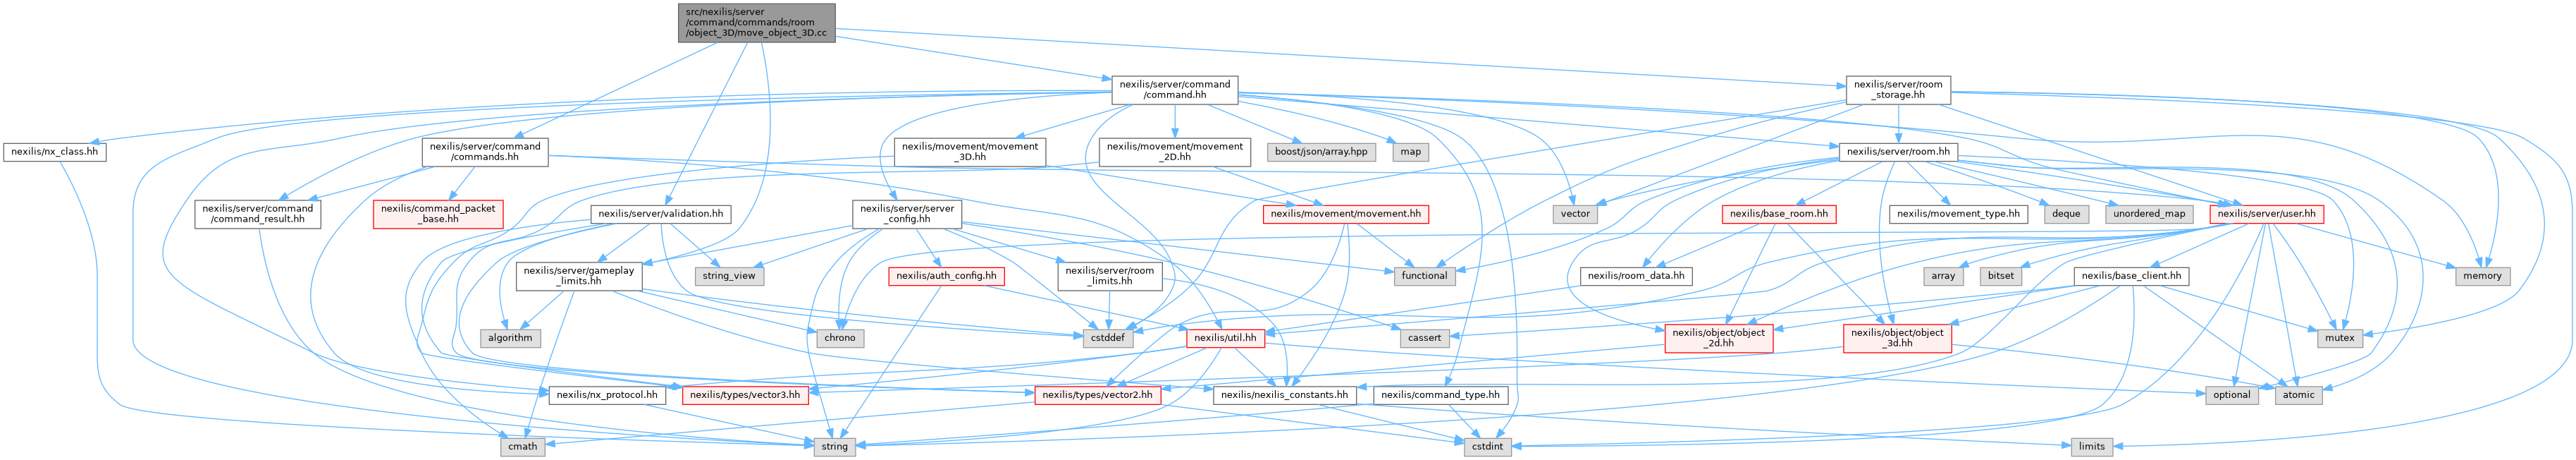 src/nexilis/server
/command/commands/room
/object_3D/move_object_3D.cc
nexilis/server/command
/command.hh
nexilis/server/room
_storage.hh
nexilis/nx_class.hh
nexilis/server/command
/commands.hh
nexilis/movement/movement
_3D.hh
nexilis/movement/movement
_2D.hh
boost/json/array.hpp
map
nexilis/server/room.hh
nexilis/server/command
/command_result.hh
nexilis/command_packet
_base.hh
nexilis/server/validation.hh
nexilis/server/server
_config.hh
nexilis/movement/movement.hh
vector
nexilis/base_room.hh
nexilis/movement_type.hh
deque
unordered_map
nexilis/server/user.hh
nexilis/server/gameplay
_limits.hh
string_view
nexilis/auth_config.hh
nexilis/server/room
_limits.hh
functional
nexilis/room_data.hh
array
bitset
nexilis/base_client.hh
memory
algorithm
chrono
cstddef
nexilis/util.hh
cassert
nexilis/object/object
_2d.hh
nexilis/object/object
_3d.hh
mutex
nexilis/nx_protocol.hh
nexilis/types/vector3.hh
nexilis/types/vector2.hh
nexilis/nexilis_constants.hh
nexilis/command_type.hh
optional
atomic
cmath
string
cstdint
limits